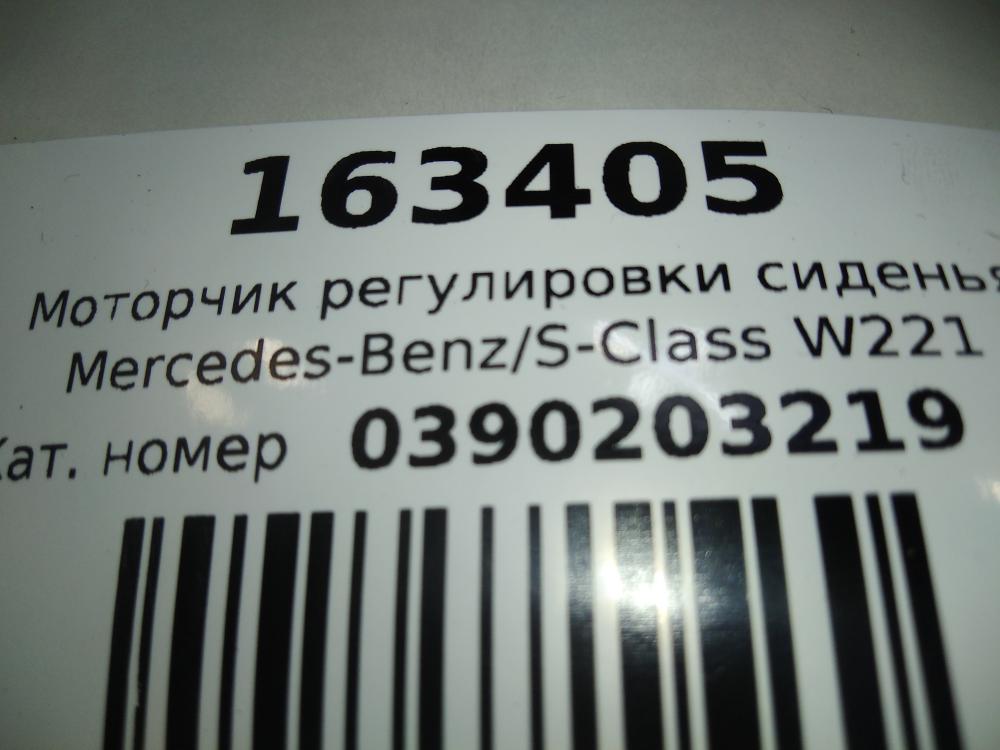 163405
Моторчик регулировки сиденья
Mercedes-Benz/S-Class W221
Кат. номер 0390203219